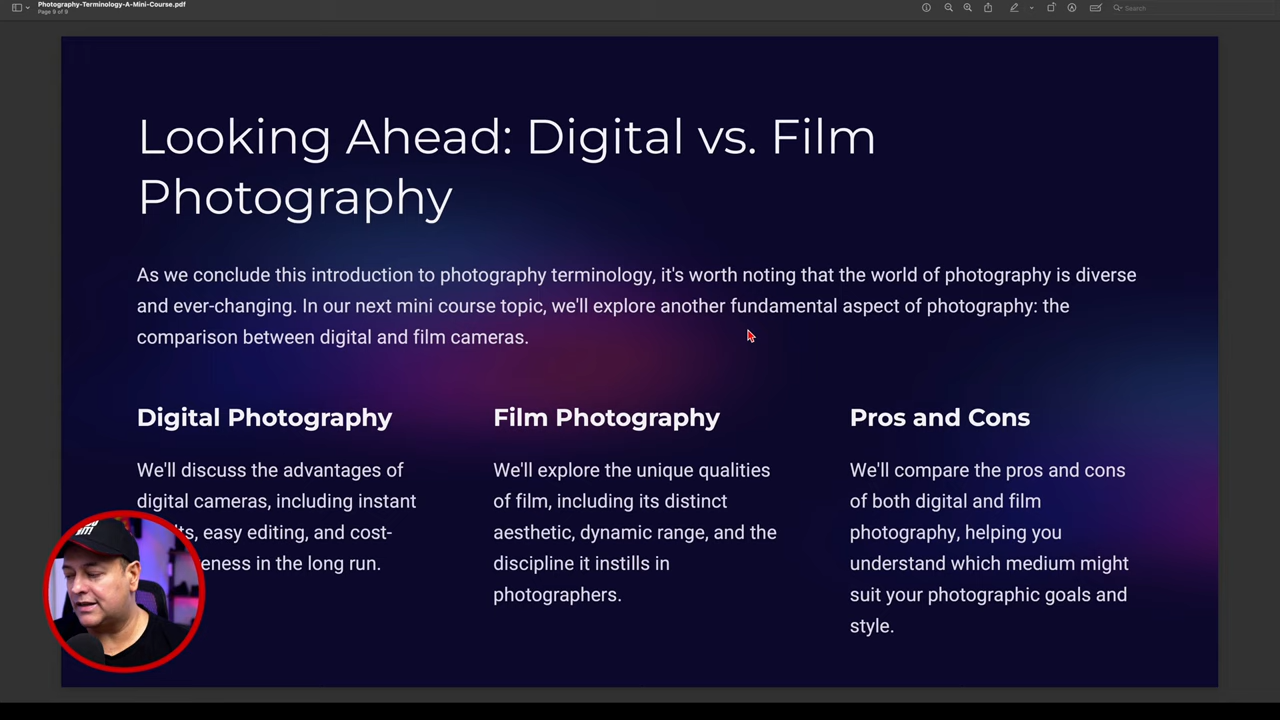 Photography-Terminology-A-Mini-Course.pdf
Page 9 of 9
Search
Looking Ahead: Digital vs. Film
Photography
As we conclude this introduction to photography terminology, it's worth noting that the world of photography is diverse
and ever-changing. In our next mini course topic, we'll explore another fundamental aspect of photography: the
comparison between digital and film cameras.
Digital Photography
We'll discuss the advantages of
digital cameras, including instant
easy editing, and cost-
in the long run.
Film Photography
We'll explore the unique qualities
of film, including its distinct
aesthetic, dynamic range, and the
discipline it instills in
photographers.
Pros and Cons
We'll compare the pros and cons
of both digital and film
photography, helping you
understand which medium might
suit your photographic goals and
style.